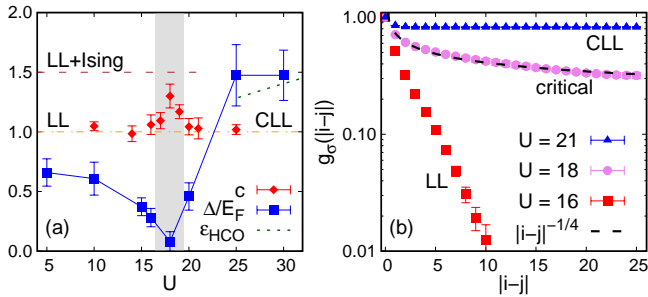 2.0
1.5
1.0
0.5
0.0
LL+Ising
LL
CLL
c
Δ/E_F
ε_HCO
(a)
5 10 15 20 25 30
U
g_σ(|i−j|)
1.00
0.10
0.01
CLL
critical
LL
U = 21
U = 18
U = 16
|i−j|^{−1/4}
(b)
0 5 10 15 20 25
|i−j|